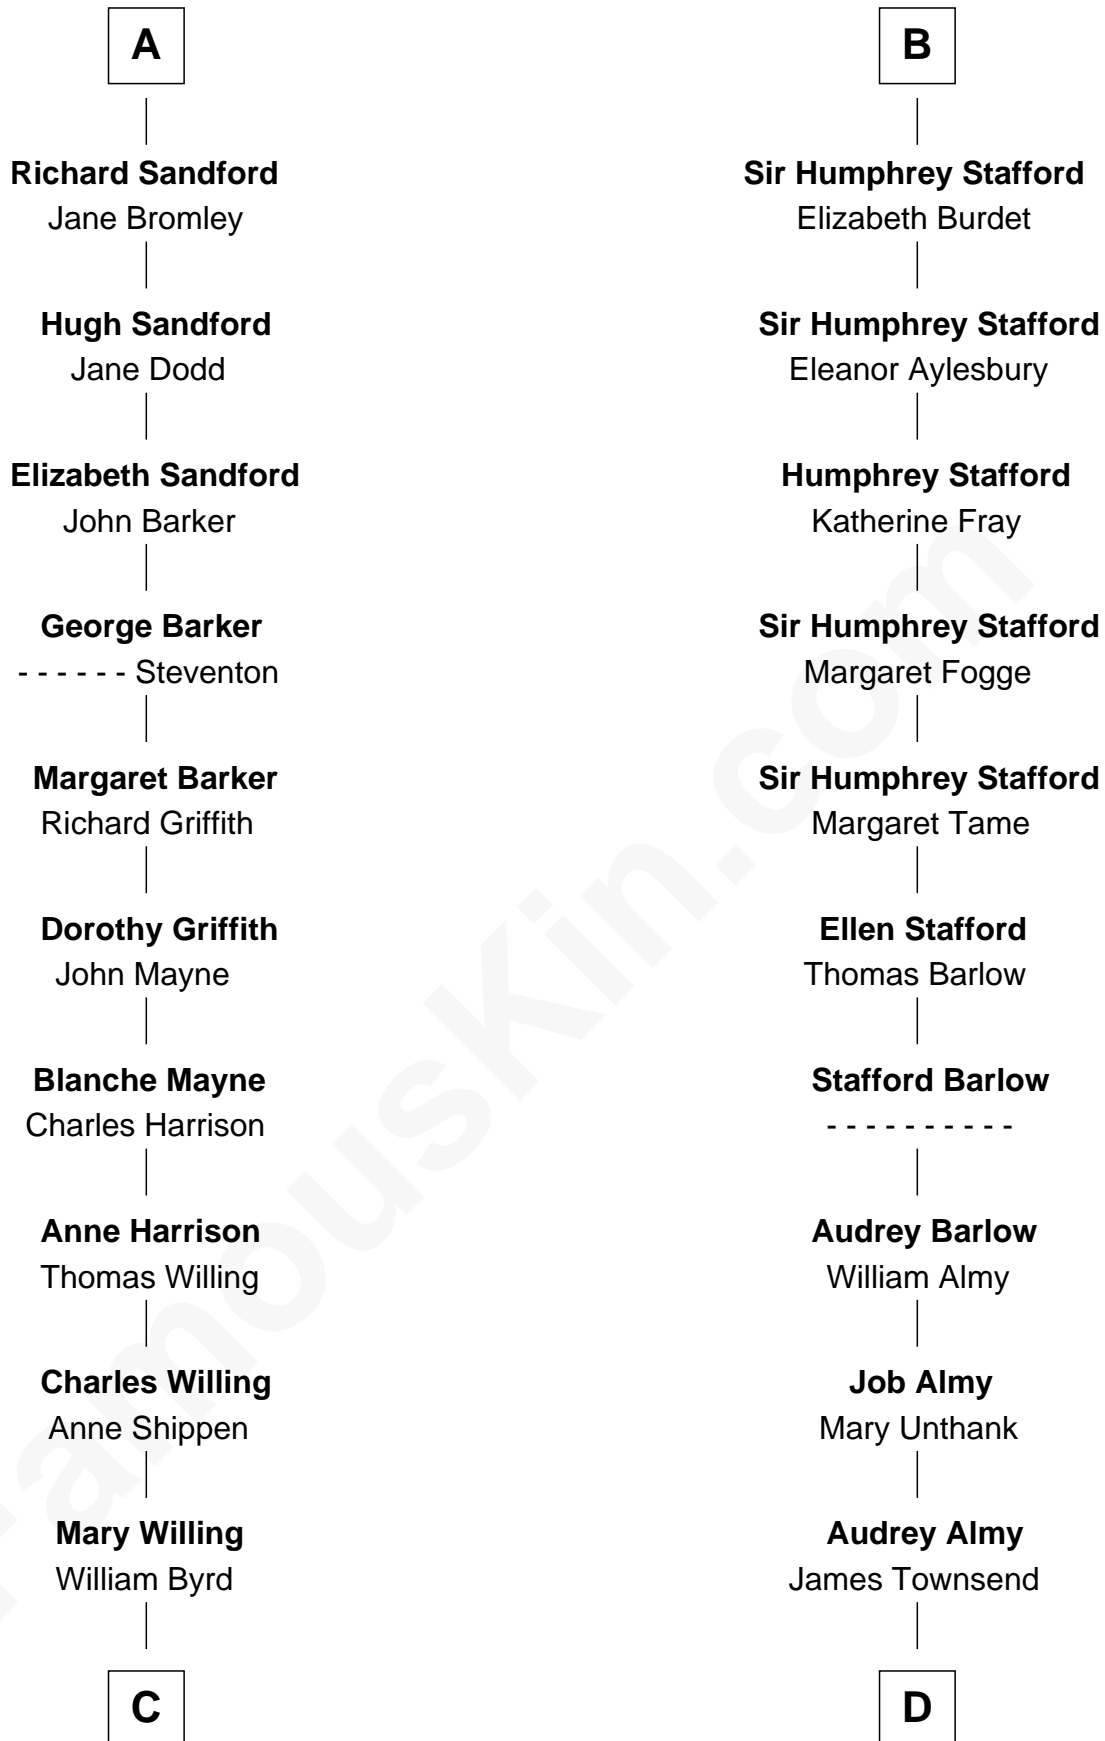 A
Richard Sandford
Jane Bromley
Hugh Sandford
Jane Dodd
Elizabeth Sandford
John Barker
George Barker
- - - - - - Steventon
Margaret Barker
Richard Griffith
Dorothy Griffith
John Mayne
Blanche Mayne
Charles Harrison
Anne Harrison
Thomas Willing
Charles Willing
Anne Shippen
Mary Willing
William Byrd
C
B
Sir Humphrey Stafford
Elizabeth Burdet
Sir Humphrey Stafford
Eleanor Aylesbury
Humphrey Stafford
Katherine Fray
Sir Humphrey Stafford
Margaret Fogge
Sir Humphrey Stafford
Margaret Tame
Ellen Stafford
Thomas Barlow
Stafford Barlow
- - - - - - - - - -
Audrey Barlow
William Almy
Job Almy
Mary Unthank
Audrey Almy
James Townsend
D
FamousKin.com